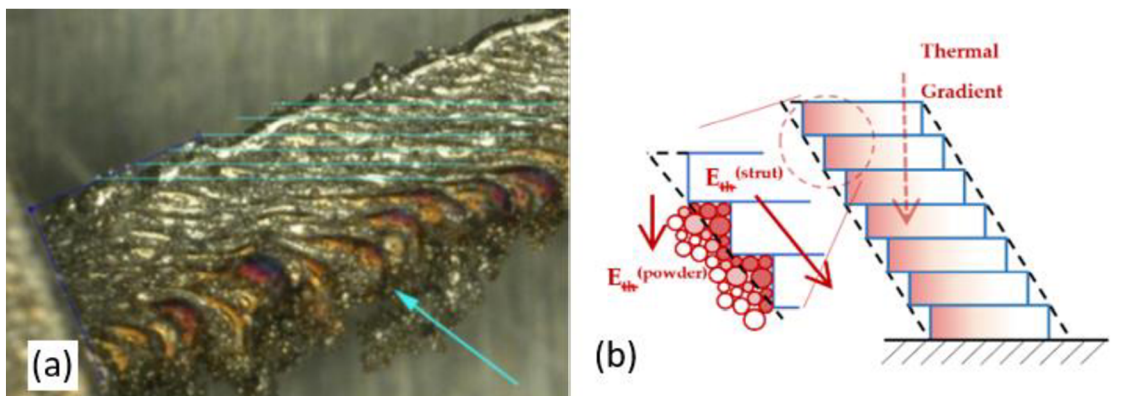 (a)
Thermal
Gradient
E_th(strut)
E_th(powder)
(b)